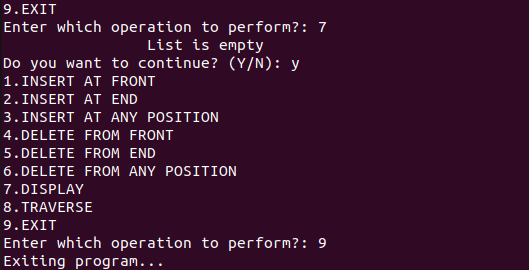 9.EXIT
Enter which operation to perform?: 7
List is empty
Do you want to continue? (Y/N): y
1.INSERT AT FRONT
2.INSERT AT END
3.INSERT AT ANY POSITION
4.DELETE FROM FRONT
5.DELETE FROM END
6.DELETE FROM ANY POSITION
7.DISPLAY
8.TRAVERSE
9.EXIT
Enter which operation to perform?: 9
Exiting program...